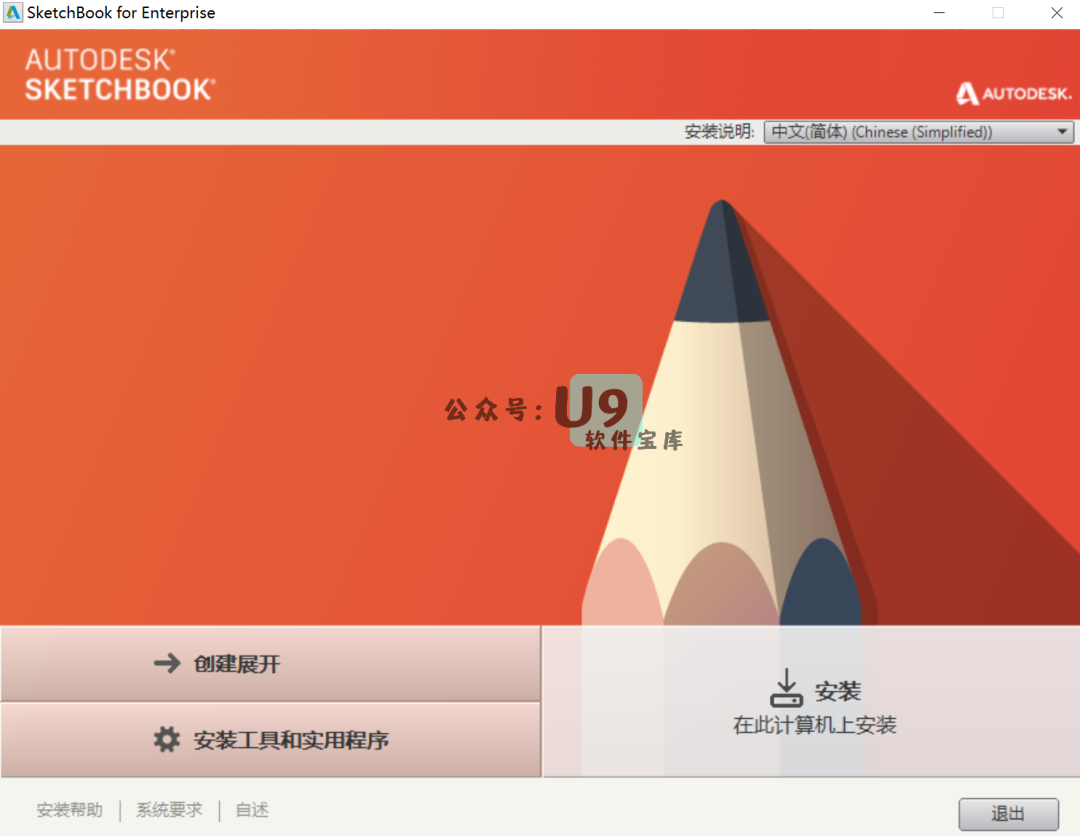 SketchBook for Enterprise
AUTODESK®
SKETCHBOOK®
AUTODESK.
安装说明: 中文(简体) (Chinese (Simplified))
公众号: U9
软件宝库
创建展开
安装
在此计算机上安装
安装工具和实用程序
安装帮助 | 系统要求 | 自述
退出